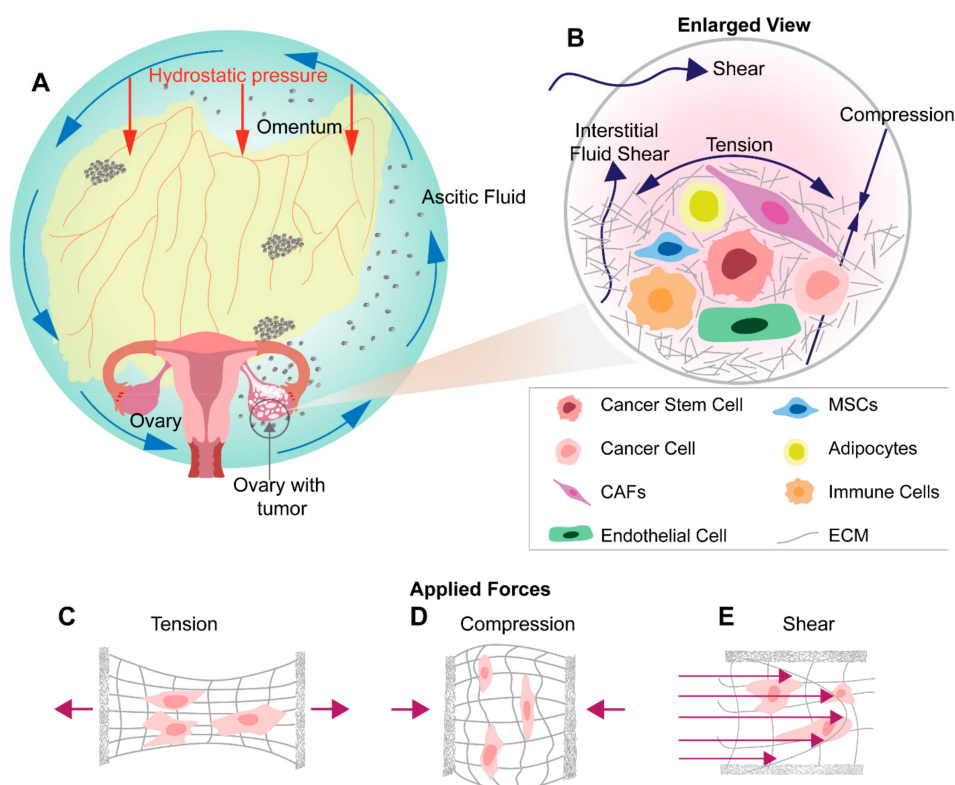 A
Hydrostatic pressure
Omentum
Ascitic Fluid
Ovary
Ovary with
tumor
Enlarged View
B
Shear
Compression
Interstitial
Fluid Shear
Tension
Cancer Stem Cell
MSCs
Cancer Cell
Adipocytes
CAFs
Immune Cells
Endothelial Cell
ECM
Applied Forces
C
Tension
D
Compression
E
Shear